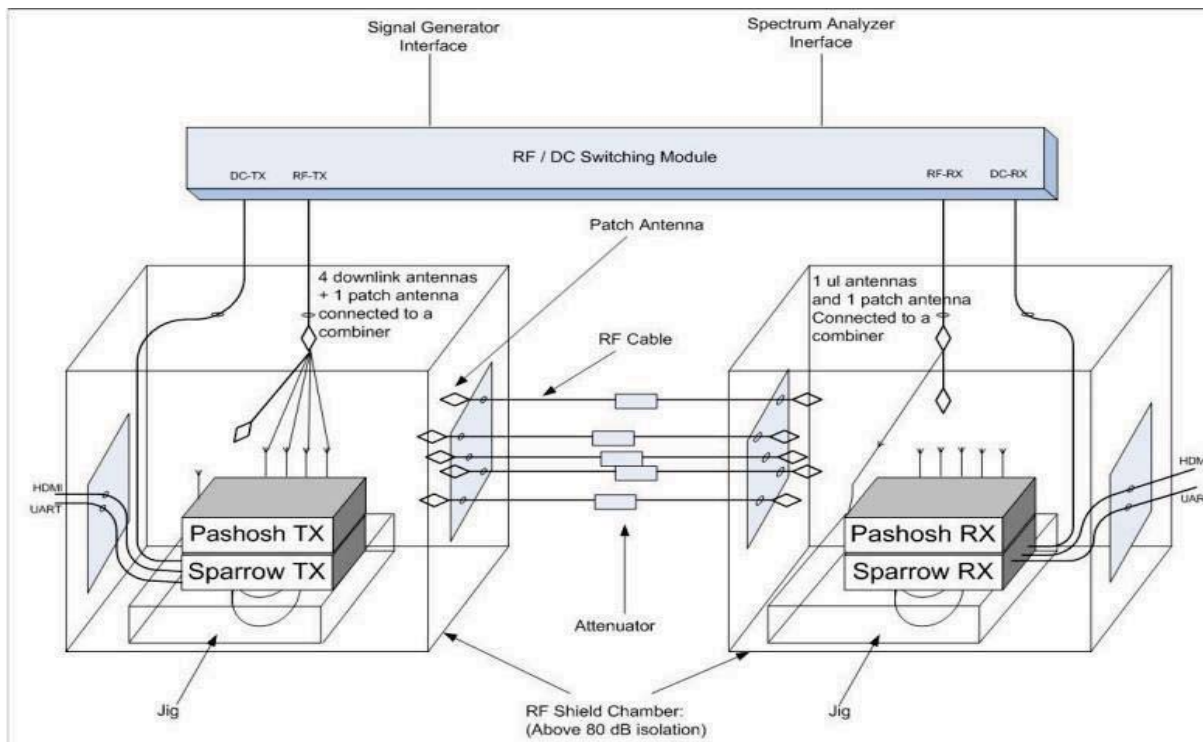 Signal Generator
Interface
Spectrum Analyzer
Inerface
RF / DC Switching Module
DC-TX
RF-TX
RF-RX
DC-RX
Patch Antenna
4 downlink antennas
+ 1 patch antenna
connected to a
combiner
1 ul antennas
and 1 patch antenna
Connected to a
combiner
RF Cable
HDMI
UART
Pashosh TX
Sparrow TX
Pashosh RX
Sparrow RX
HDMI
UART
Attenuator
Jig
RF Shield Chamber:
(Above 80 dB isolation)
Jig